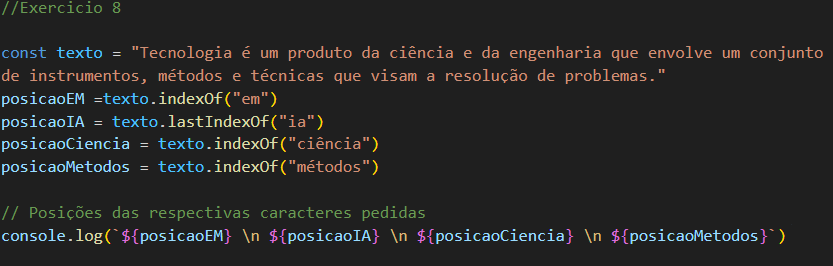 //Exercicio 8
const texto = "Tecnologia é um produto da ciência e da engenharia que envolve um conjunto
de instrumentos, métodos e técnicas que visam a resolução de problemas."
posicaoEM =texto.indexOf("em")
posicaoIA = texto.lastIndexOf("ia")
posicaoCiencia = texto.indexOf("ciência")
posicaoMetodos = texto.indexOf("métodos")
// Posições das respectivas caracteres pedidas
console.log(`${posicaoEM} \n ${posicaoIA} \n ${posicaoCiencia} \n ${posicaoMetodos}`)